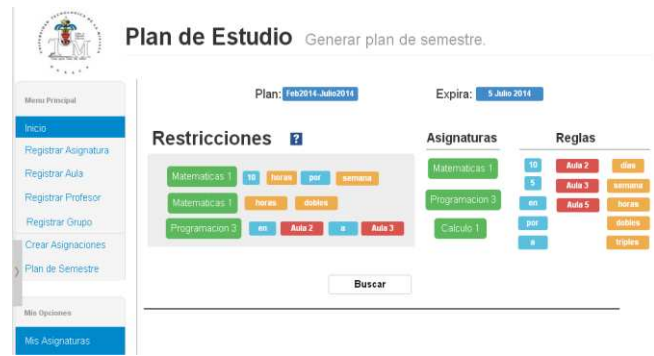 Plan de Estudio Generar plan de semestre.
Menu Principal
Inicio
Registrar Asignatura
Registrar Aula
Registrar Profesor
Registrar Grupo
Crear Asignaciones
Plan de Semestre
Mis Opciones
Mis Asignaturas
Plan: Feb2014-Julio2014 Expira: 5 Julio 2014
Restricciones ?
Matematicas 1 10 horas por semana
Matematicas 1 horas dobles
Programacion 3 en Aula 2 a Aula 3
Asignaturas
Matematicas 1
Programacion 3
Calculo 1
Reglas
10 Aula 2 días
5 Aula 3 semana
en Aula 5 horas
por dobles
a triples
Buscar